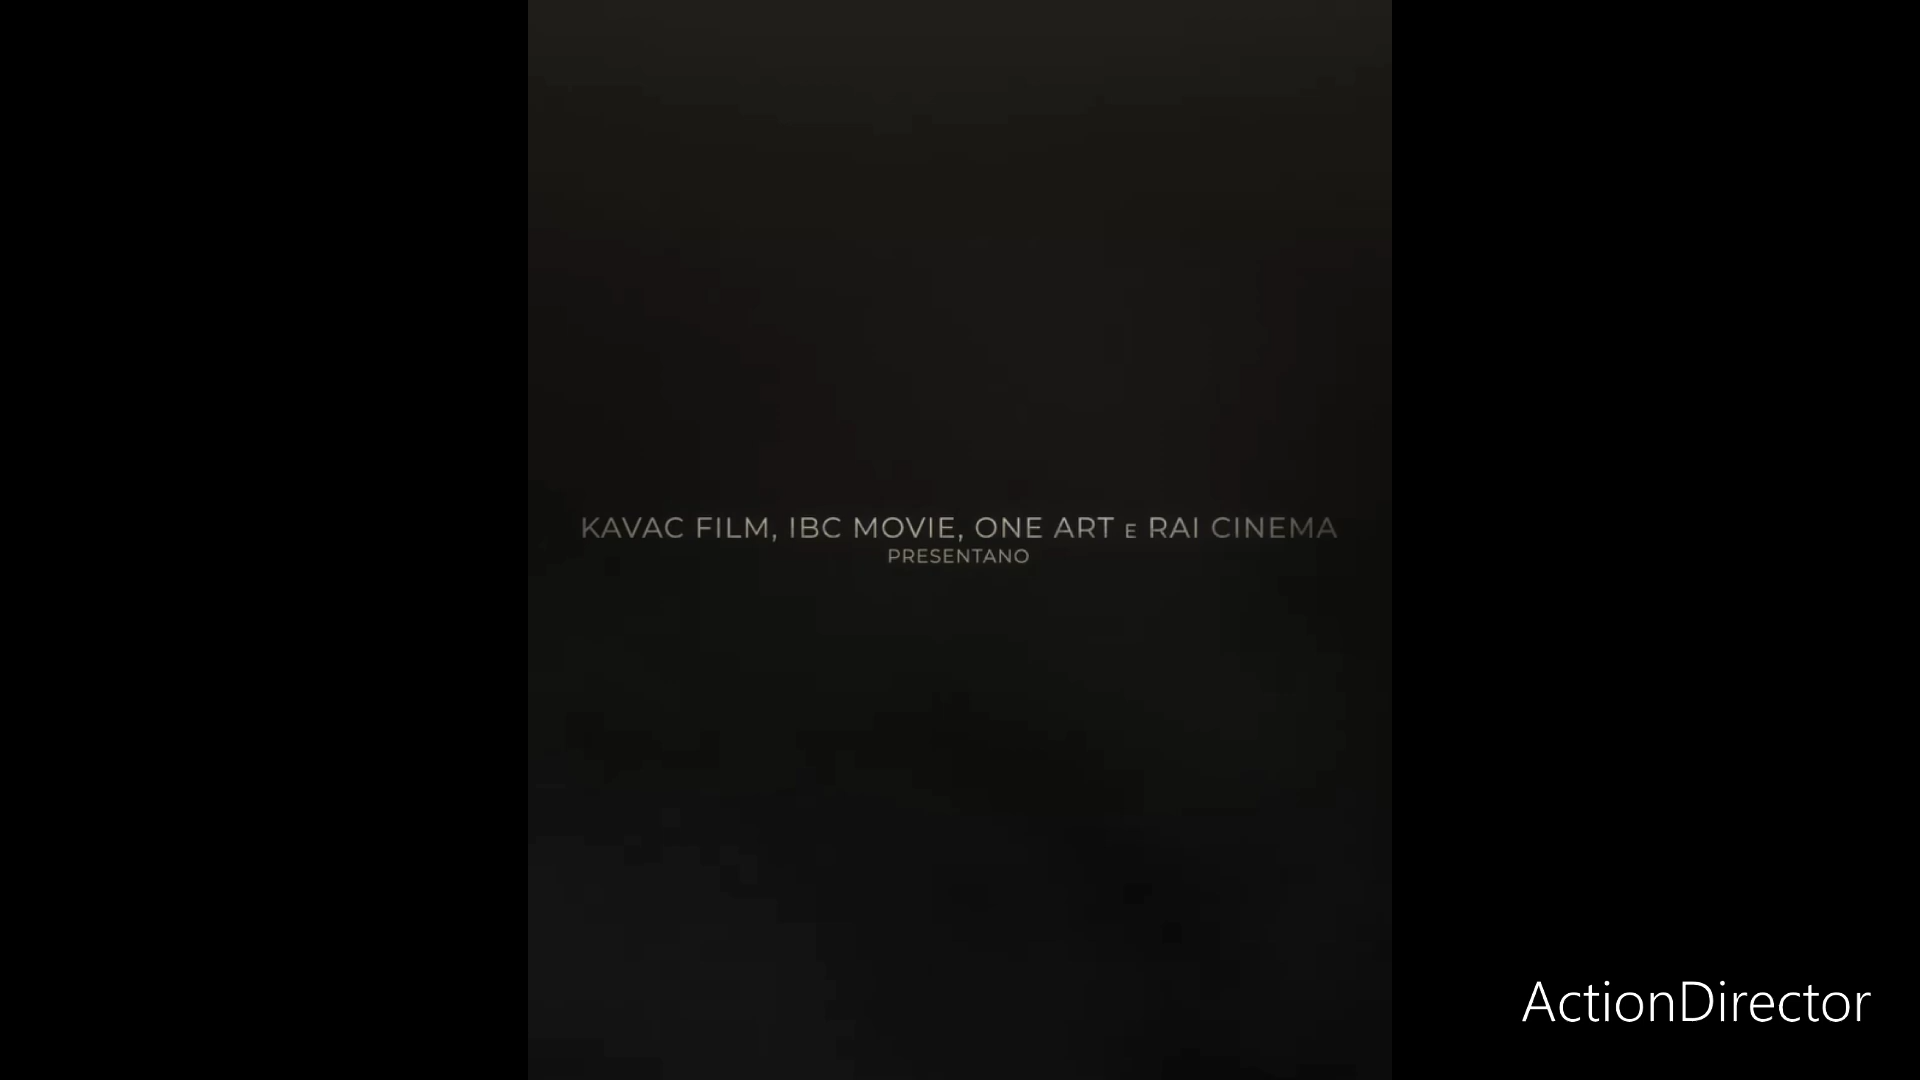 KAVAC FILM, IBC MOVIE, ONE ART E RAI CINEMA
PRESENTANO
ActionDirector